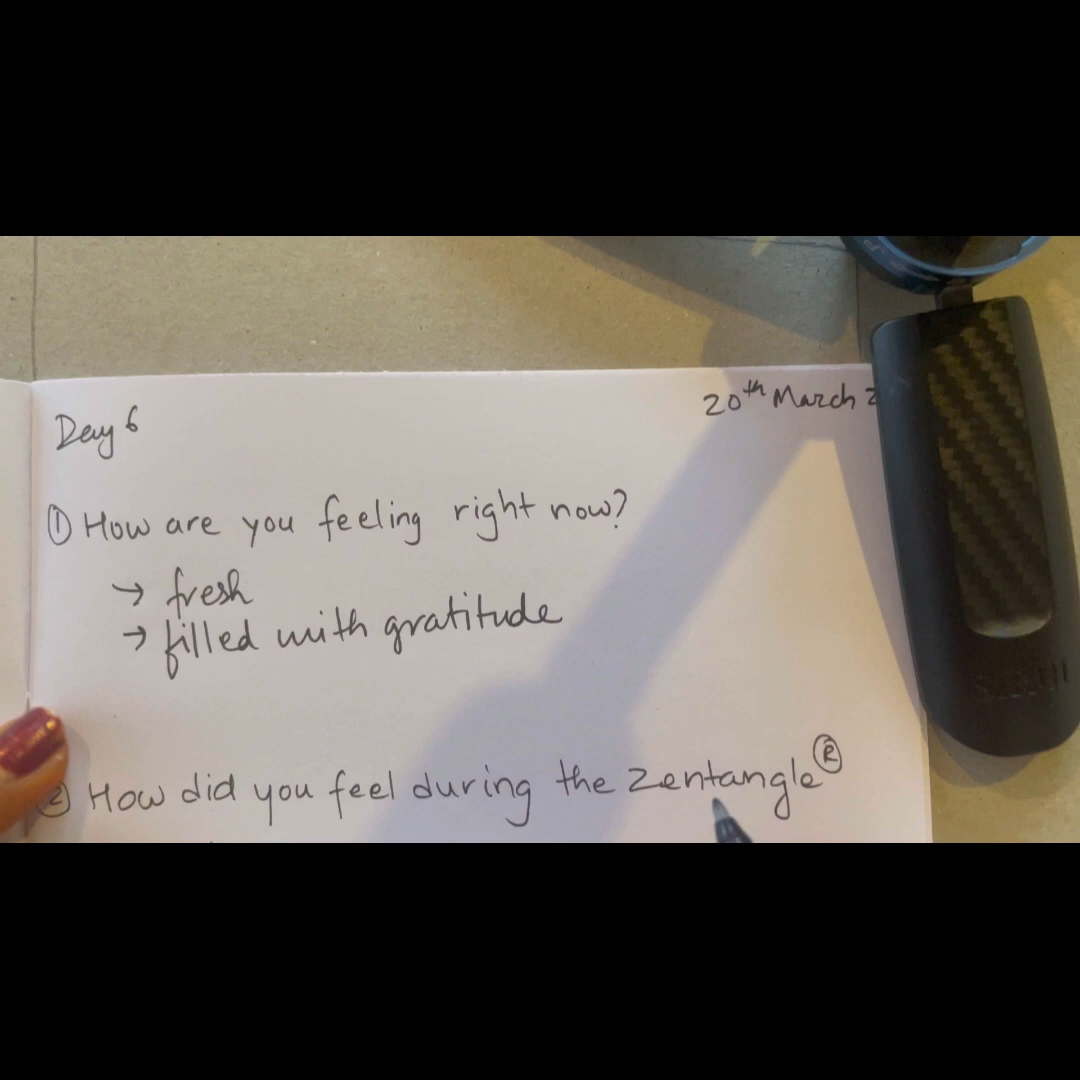 Day 6
20th March 2
① How are you feeling right now?
→ fresh
→ filled with gratitude
② How did you feel during the Zentangle®